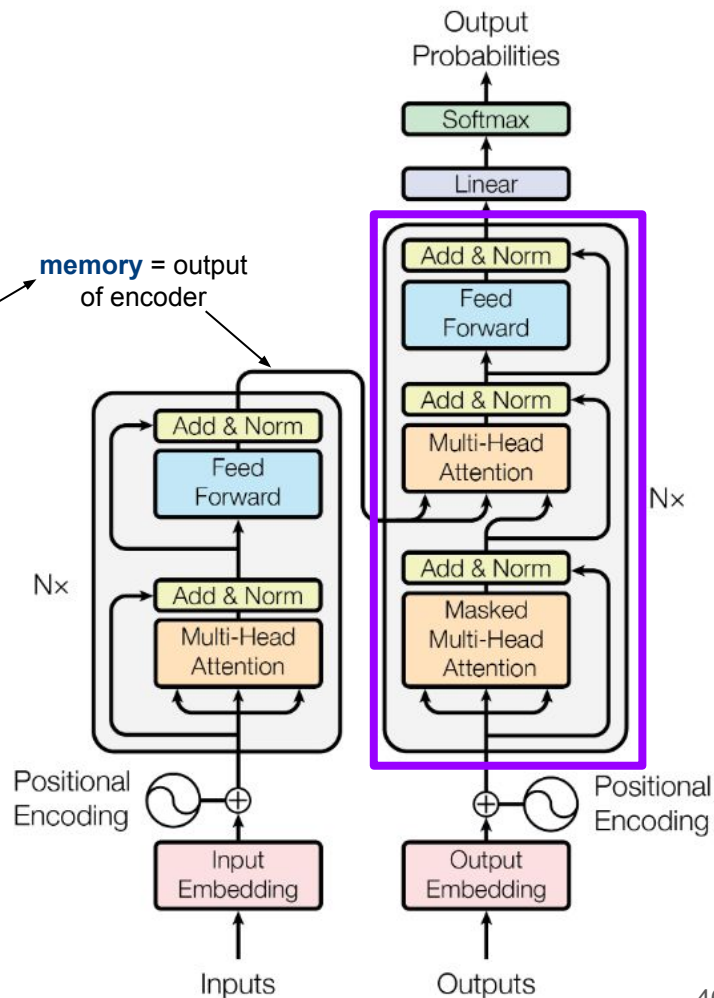 Output
Probabilities
Softmax
Linear
memory = output
of encoder
Add & Norm
Feed
Forward
Add & Norm
Multi-Head
Attention
Add & Norm
Masked
Multi-Head
Attention
N×
Add & Norm
Feed
Forward
Add & Norm
Multi-Head
Attention
N×
Positional
Encoding
Positional
Encoding
Input
Embedding
Output
Embedding
Inputs
Outputs